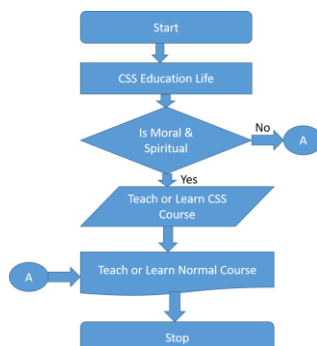 Start
CSS Education Life
Is Moral &
Spiritual
No
A
Yes
Teach or Learn CSS
Course
A
Teach or Learn Normal Course
Stop